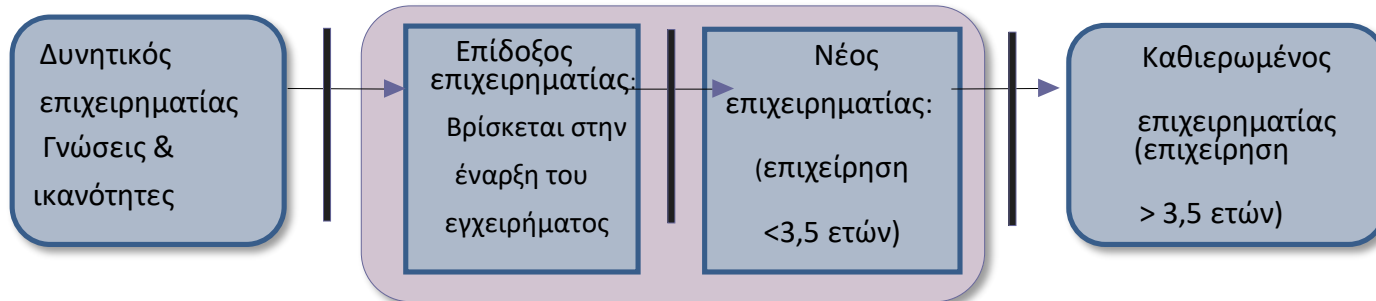 Δυνητικός
επιχειρηματίας
Γνώσεις &
ικανότητες
Επίδοξος
επιχειρηματίας:
Βρίσκεται στην
έναρξη του
εγχειρήματος
Νέος
επιχειρηματίας:
(επιχείρηση
<3,5 ετών)
Καθιερωμένος
επιχειρηματίας
(επιχείρηση
> 3,5 ετών)